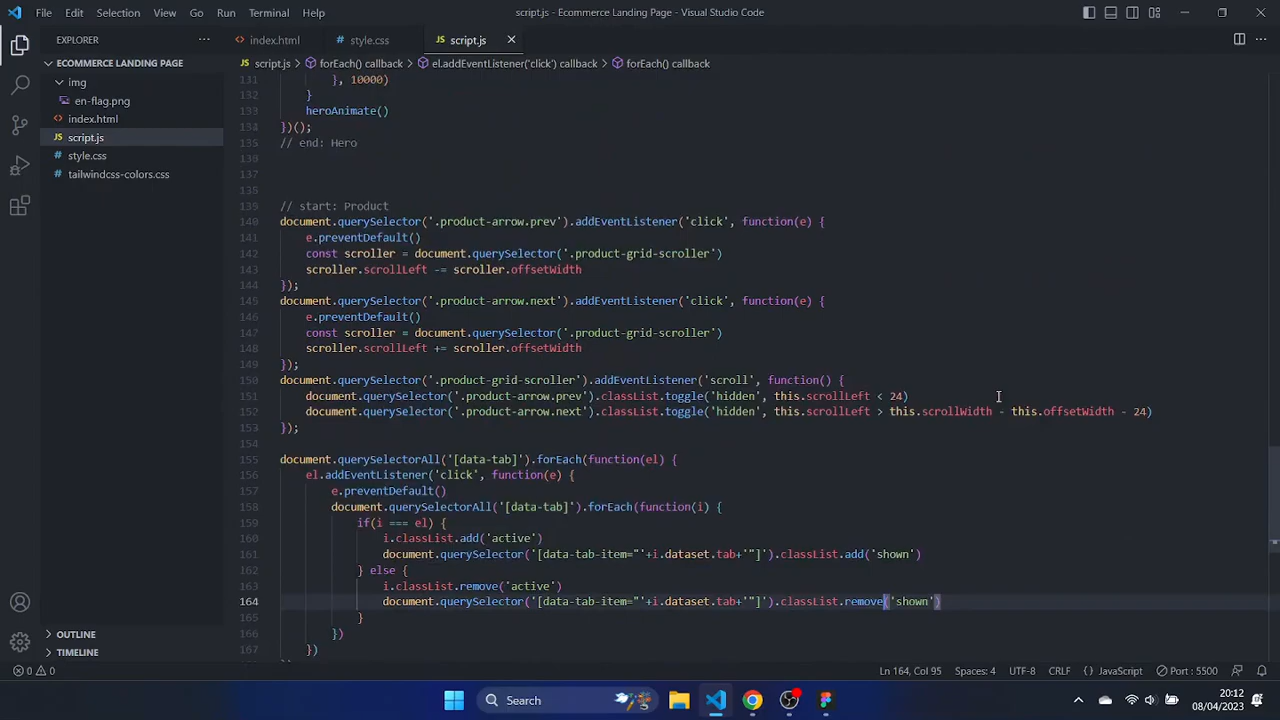 File Edit Selection View Go Run Terminal Help
script.js - Ecommerce Landing Page - Visual Studio Code
EXPLORER
index.html
style.css
JS script.js
ECOMMERCE LANDING PAGE
img
en-flag.png
index.html
JS script.js
# style.css
# tailwindcss-colors.css
JS script.js > forEach() callback > el.addEventListener('click') callback > forEach() callback
131 }, 10000)
132 }
133 heroAnimate()
134 })();
135 // end: Hero
136
137
138
139 // start: Product
140 document.querySelector('.product-arrow.prev').addEventListener('click', function(e) {
141 e.preventDefault()
142 const scroller = document.querySelector('.product-grid-scroller')
143 scroller.scrollLeft -= scroller.offsetWidth
144 });
145 document.querySelector('.product-arrow.next').addEventListener('click', function(e) {
146 e.preventDefault()
147 const scroller = document.querySelector('.product-grid-scroller')
148 scroller.scrollLeft += scroller.offsetWidth
149 });
150 document.querySelector('.product-grid-scroller').addEventListener('scroll', function() {
151 document.querySelector('.product-arrow.prev').classList.toggle('hidden', this.scrollLeft < 24)
152 document.querySelector('.product-arrow.next').classList.toggle('hidden', this.scrollLeft > this.scrollWidth - this.offsetWidth - 24)
153 });
154
155 document.querySelectorAll('[data-tab]').forEach(function(el) {
156 el.addEventListener('click', function(e) {
157 e.preventDefault()
158 document.querySelectorAll('[data-tab]').forEach(function(i) {
159 if(i === el) {
160 i.classList.add('active')
161 document.querySelector('[data-tab-item="'+i.dataset.tab+'"]').classList.add('shown')
162 } else {
163 i.classList.remove('active')
164 document.querySelector('[data-tab-item="'+i.dataset.tab+'"]').classList.remove('shown')
165 }
166 })
167 })
OUTLINE
TIMELINE
0 0
Ln 164, Col 95 Spaces: 4 UTF-8 CRLF {} JavaScript Port : 5500
Search
20:12
08/04/2023